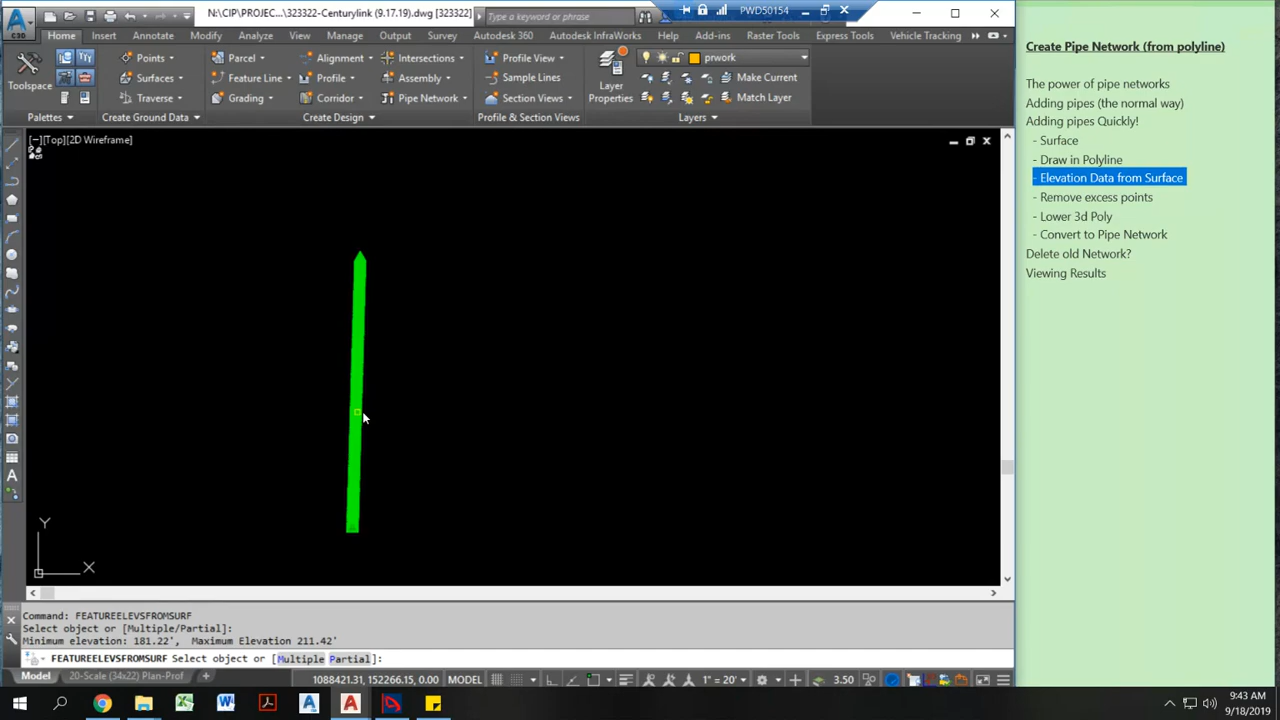 N:\CIP\PROJEC...\323322-Centurylink (9.17.19).dwg [323322]
Type a keyword or phrase
PWD50154
C3D
Home Insert Annotate Modify Analyze View Manage Output Survey Autodesk 360 Autodesk InfraWorks Help Add-ins Raster Tools Express Tools Vehicle Tracking
Toolspace
Points
Surfaces
Traverse
Parcel
Feature Line
Grading
Alignment
Profile
Corridor
Intersections
Assembly
Pipe Network
Profile View
Sample Lines
Section Views
Layer
Properties
prwork
Make Current
Match Layer
Palettes
Create Ground Data
Create Design
Profile & Section Views
Layers
[−][Top][2D Wireframe]
Y
X
Command: FEATUREELEVSFROMSURF
Select object or [Multiple/Partial]:
Minimum elevation: 181.22', Maximum Elevation 211.42'
FEATUREELEVSFROMSURF Select object or [Multiple Partial]:
Model 20-Scale (34x22) Plan-Prof +
1088421.31, 152266.15, 0.00 MODEL
1" = 20'
3.50
9:43 AM
9/18/2019
Create Pipe Network (from polyline)
The power of pipe networks
Adding pipes (the normal way)
Adding pipes Quickly!
- Surface
- Draw in Polyline
- Elevation Data from Surface
- Remove excess points
- Lower 3d Poly
- Convert to Pipe Network
Delete old Network?
Viewing Results